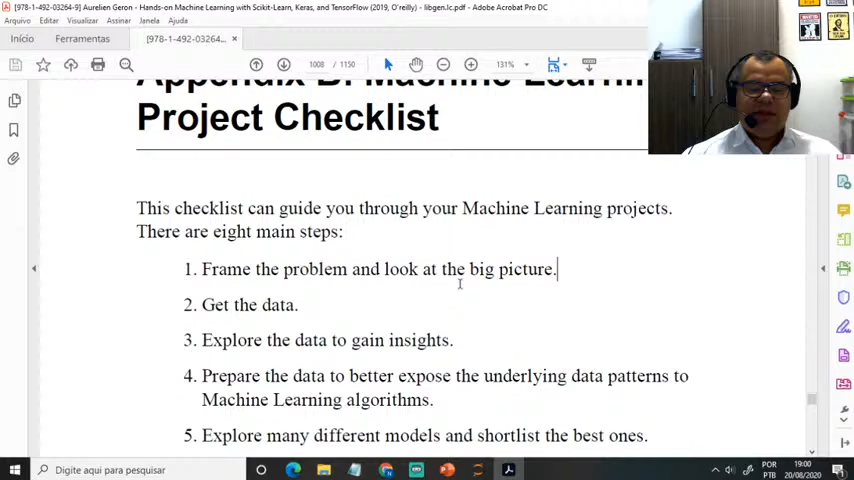 [978-1-492-03264-9] Aurelien Geron - Hands-on Machine Learning with Scikit-Learn, Keras, and TensorFlow (2019, O'reilly) - libgen.lc.pdf - Adobe Acrobat Pro DC
Arquivo Editar Visualizar Assinar Janela Ajuda
Início Ferramentas [978-1-492-03264... ×
1008 / 1150 131%
Appendix B. Machine Learnin
Project Checklist
This checklist can guide you through your Machine Learning projects.
There are eight main steps:
1. Frame the problem and look at the big picture.
2. Get the data.
3. Explore the data to gain insights.
4. Prepare the data to better expose the underlying data patterns to
Machine Learning algorithms.
5. Explore many different models and shortlist the best ones.
Digite aqui para pesquisar
POR 19:00
PTB 20/08/2020